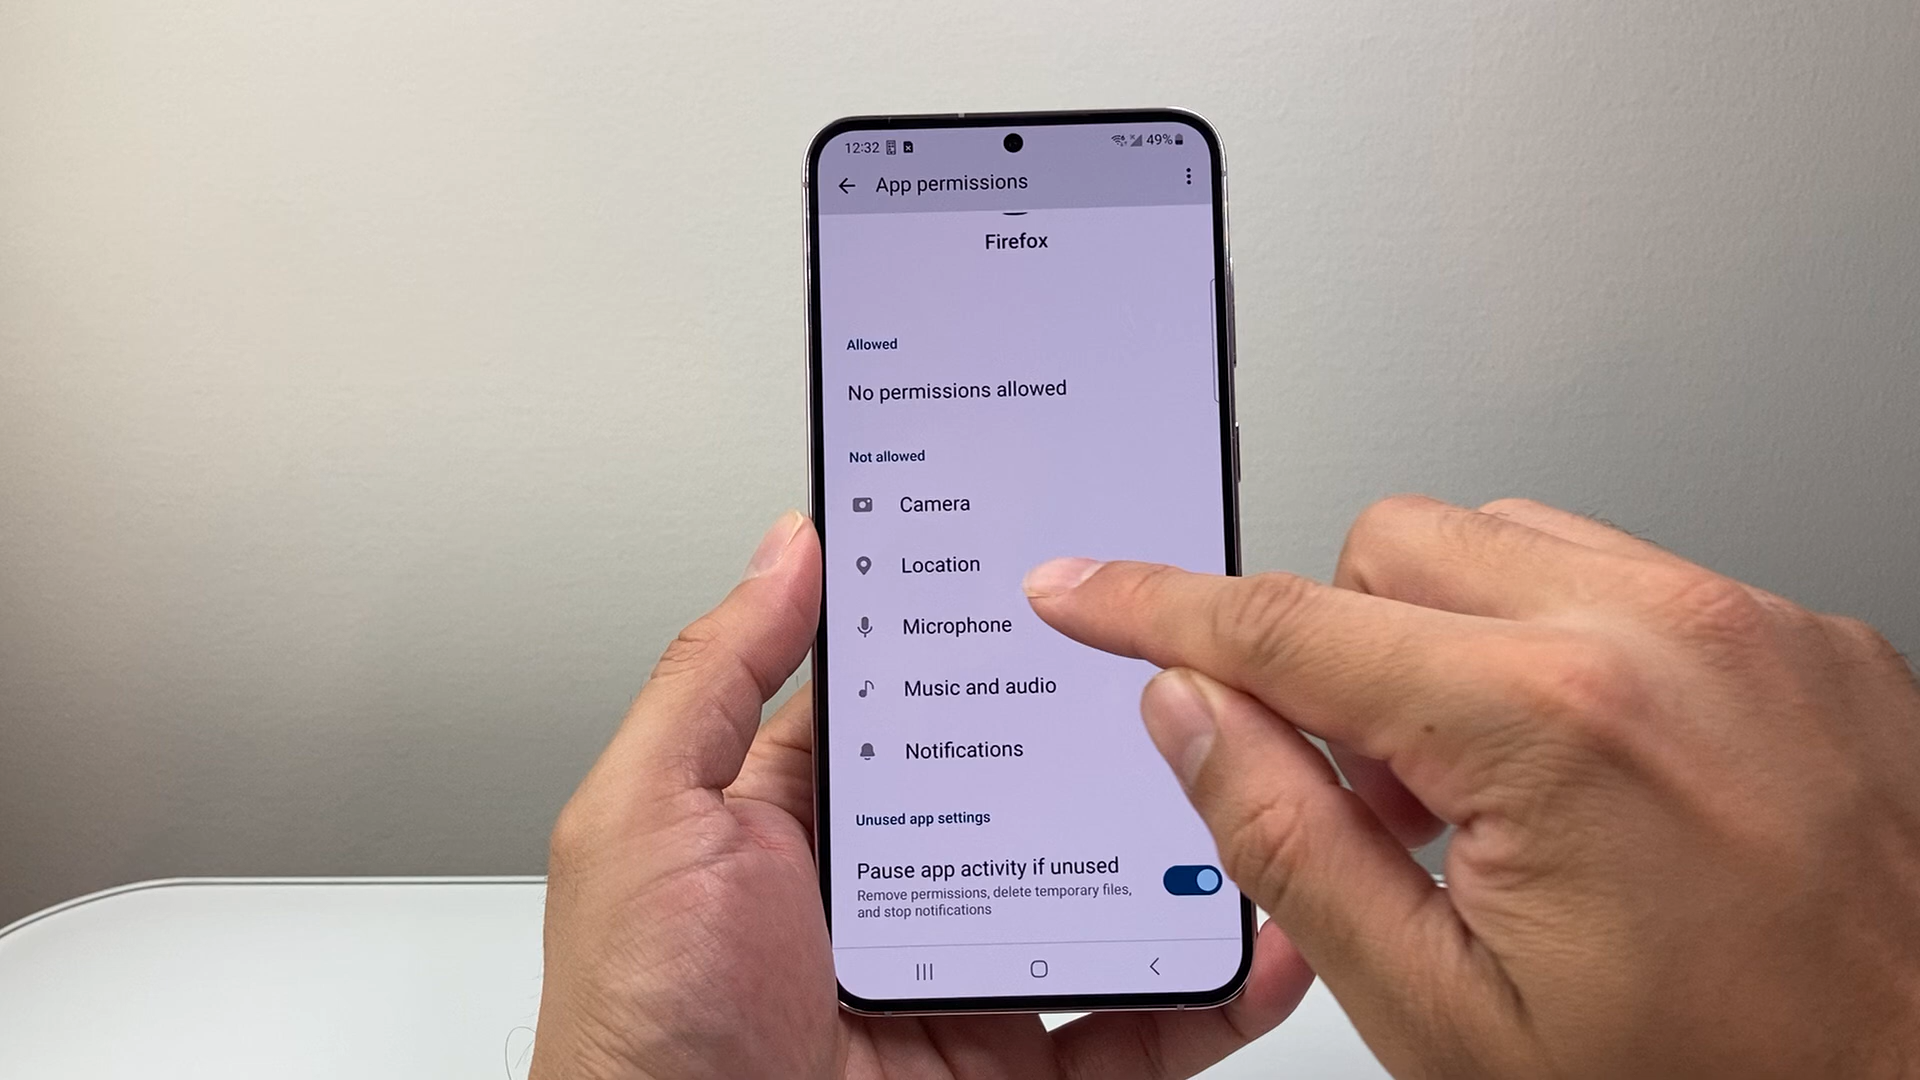 12:32
49%
App permissions
Firefox
Allowed
No permissions allowed
Not allowed
Camera
Location
Microphone
Music and audio
Notifications
Unused app settings
Pause app activity if unused
Remove permissions, delete temporary files,
and stop notifications